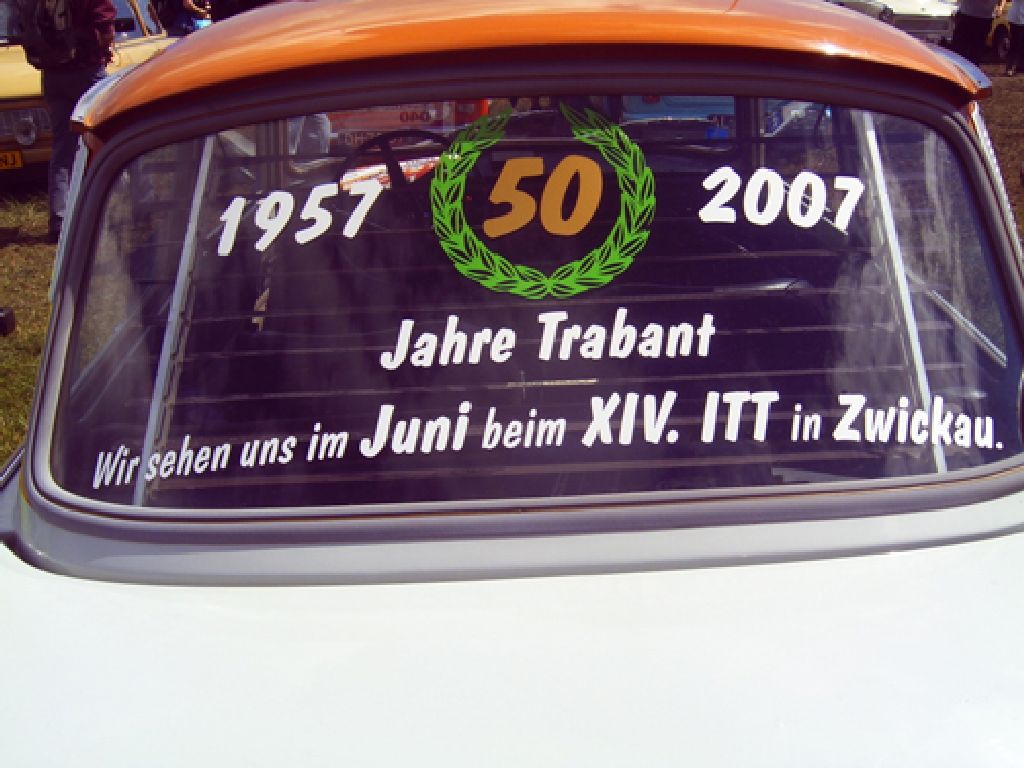 1957 50 2007
Jahre Trabant
Wir sehen uns im Juni beim XIV. ITT in Zwickau.